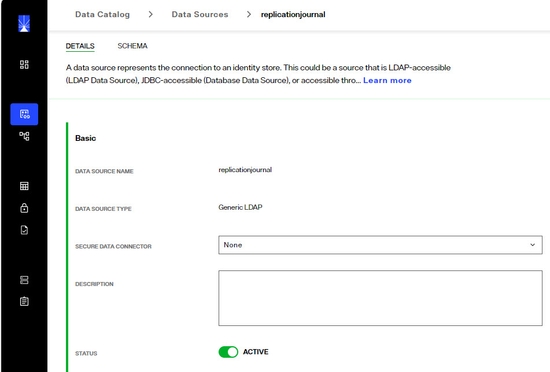 Data Catalog > Data Sources > replicationjournal
DETAILS SCHEMA
A data source represents the connection to an identity store. This could be a source that is LDAP-accessible
(LDAP Data Source), JDBC-accessible (Database Data Source), or accessible thro... Learn more
Basic
DATA SOURCE NAME replicationjournal
DATA SOURCE TYPE Generic LDAP
SECURE DATA CONNECTOR None
DESCRIPTION
STATUS ACTIVE